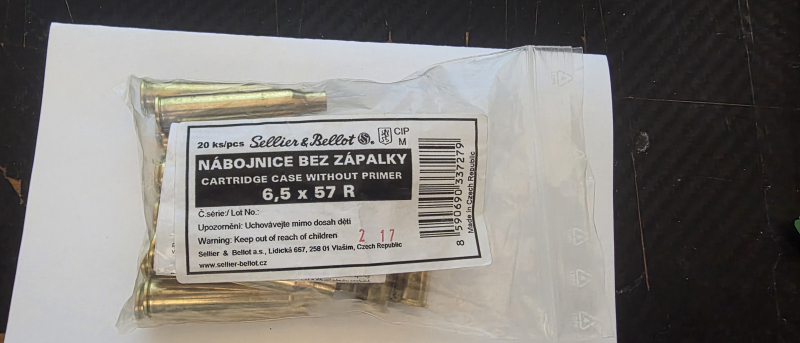 20 ks/pcs Sellier & Bellot S&B® CIP
M
NÁBOJNICE BEZ ZÁPALKY
CARTRIDGE CASE WITHOUT PRIMER
6,5 x 57 R
Č.série:/ Lot No.:
Upozornění: Uchovávejte mimo dosah dětí
Warning: Keep out of reach of children
2 17
Sellier & Bellot a.s., Lidická 667, 258 01 Vlašim, Czech Republic
www.sellier-bellot.cz
8 590690 337279
Made in Czech Republic